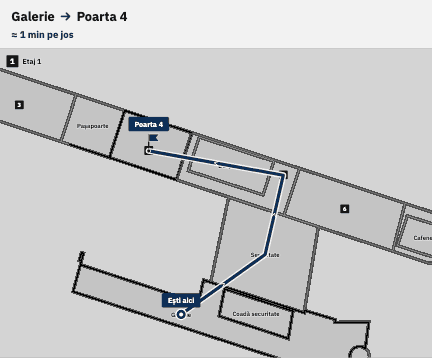 Galerie → Poarta 4
≈ 1 min pe jos
1 Etaj 1
3
Pașapoarte
Poarta 4
6
Ești aici
Coadă securitate